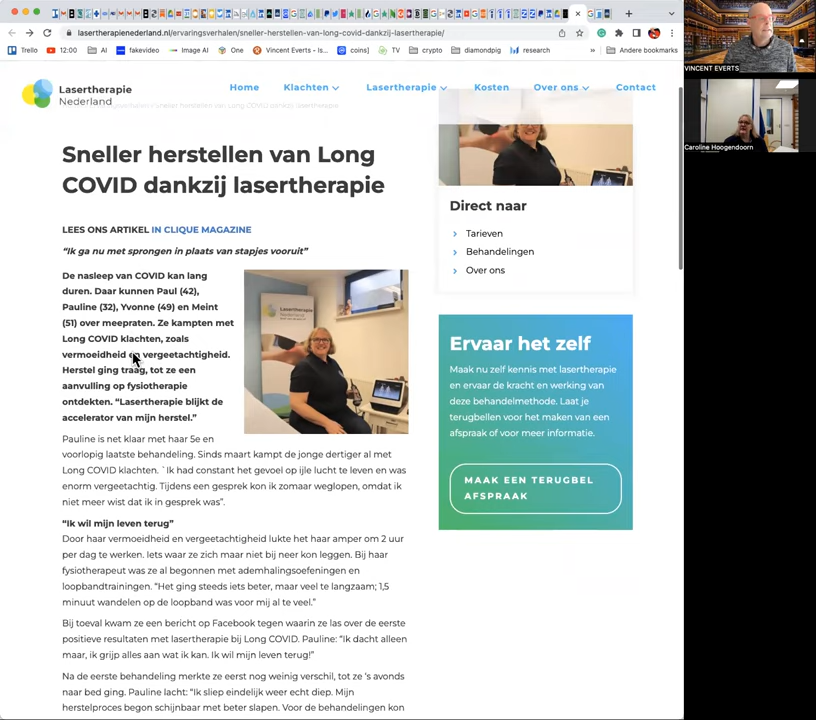 lasertherapienederland.nl/ervaringsverhalen/sneller-herstellen-van-long-covid-dankzij-lasertherapie/
Trello 12:00 AI fakevideo Image AI One Vincent Everts - Is... coins] TV crypto diamondpig research » Andere bookmarks
Lasertherapie
Nederland
Home Klachten Lasertherapie Kosten Over ons Contact
Sneller herstellen van Long
COVID dankzij lasertherapie
LEES ONS ARTIKEL IN CLIQUE MAGAZINE
“Ik ga nu met sprongen in plaats van stapjes vooruit”
De nasleep van COVID kan lang
duren. Daar kunnen Paul (42),
Pauline (32), Yvonne (49) en Meint
(51) over meepraten. Ze kampten met
Long COVID klachten, zoals
vermoeidheid en vergeetachtigheid.
Herstel ging traag, tot ze een
aanvulling op fysiotherapie
ontdekten. “Lasertherapie blijkt de
accelerator van mijn herstel.”
Lasertherapie
Nederland
Pauline is net klaar met haar 5e en
voorlopig laatste behandeling. Sinds maart kampt de jonge dertiger al met
Long COVID klachten. `Ik had constant het gevoel op ijle lucht te leven en was
enorm vergeetachtig. Tijdens een gesprek kon ik zomaar weglopen, omdat ik
niet meer wist dat ik in gesprek was”.
“Ik wil mijn leven terug”
Door haar vermoeidheid en vergeetachtigheid lukte het haar amper om 2 uur
per dag te werken. Iets waar ze zich maar niet bij neer kon leggen. Bij haar
fysiotherapeut was ze al begonnen met ademhalingsoefeningen en
loopbandtrainingen. “Het ging steeds iets beter, maar veel te langzaam; 1,5
minuut wandelen op de loopband was voor mij al te veel.”
Bij toeval kwam ze een bericht op Facebook tegen waarin ze las over de eerste
positieve resultaten met lasertherapie bij Long COVID. Pauline: “Ik dacht alleen
maar, ik grijp alles aan wat ik kan. Ik wil mijn leven terug!”
Na de eerste behandeling merkte ze eerst nog weinig verschil, tot ze 's avonds
naar bed ging. Pauline lacht: “Ik sliep eindelijk weer echt diep. Mijn
herstelproces begon schijnbaar met beter slapen. Voor de behandelingen kon
Direct naar
Tarieven
Behandelingen
Over ons
Ervaar het zelf
Maak nu zelf kennis met lasertherapie
en ervaar de kracht en werking van
deze behandelmethode. Laat je
terugbellen voor het maken van een
afspraak of voor meer informatie.
MAAK EEN TERUGBEL
AFSPRAAK
VINCENT EVERTS
Caroline Hoogendoorn